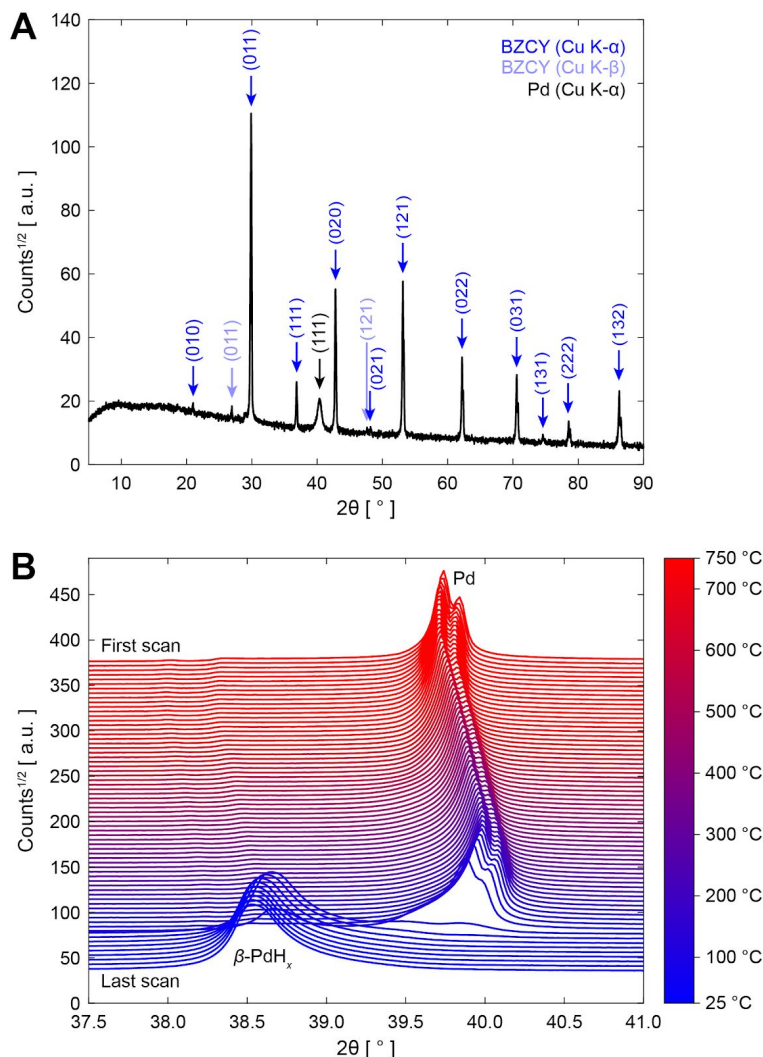 A
140
120
100
80
60
40
20
0
Counts1/2 [ a.u. ]
BZCY (Cu K-α)
BZCY (Cu K-β)
Pd (Cu K-α)
(010)
(011)
(011)
(111)
(111)
(020)
(121)
(021)
(121)
(022)
(031)
(131)
(222)
(132)
10 20 30 40 50 60 70 80 90
2θ [ ° ]
B
450
400
350
300
250
200
150
100
50
0
Counts1/2 [ a.u. ]
First scan
Pd
β-PdHx
Last scan
37.5 38.0 38.5 39.0 39.5 40.0 40.5 41.0
2θ [ ° ]
750 °C
700 °C
600 °C
500 °C
400 °C
300 °C
200 °C
100 °C
25 °C